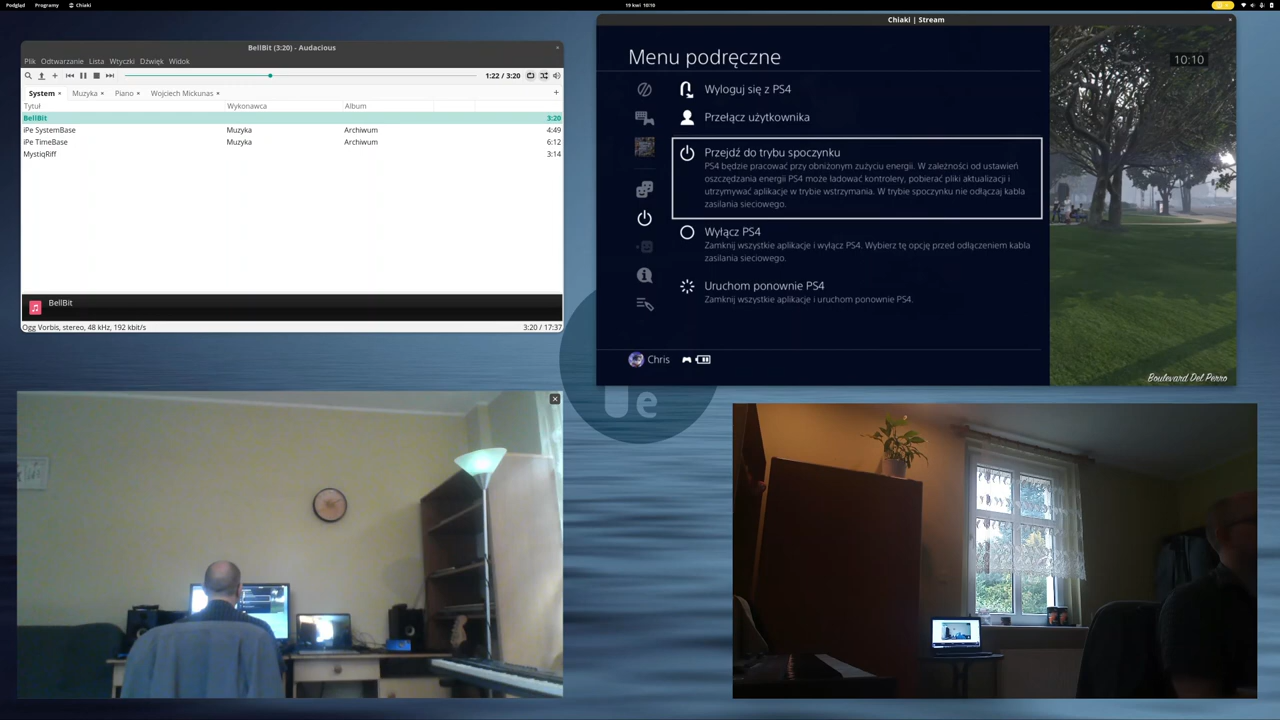 Podgląd Programy Chiaki
19 kwi 10:10
BellBit (3:20) - Audacious
Plik Odtwarzanie Lista Wtyczki Dźwięk Widok
1:22 / 3:20
System Muzyka Piano Wojciech Mickunas
Tytuł Wykonawca Album
BellBit 3:20
iPe SystemBase Muzyka Archiwum 4:49
iPe TimeBase Muzyka Archiwum 6:12
MystiqRiff 3:14
BellBit
Ogg Vorbis, stereo, 48 kHz, 192 kbit/s 3:20 / 17:37
Chiaki | Stream
Menu podręczne
10:10
Wyloguj się z PS4
Przełącz użytkownika
Przejdź do trybu spoczynku
PS4 będzie pracować przy obniżonym zużyciu energii. W zależności od ustawień
oszczędzania energii PS4 może ładować kontrolery, pobierać pliki aktualizacji i
utrzymywać aplikacje w trybie wstrzymania. W trybie spoczynku nie odłączaj kabla
zasilania sieciowego.
Wyłącz PS4
Zamknij wszystkie aplikacje i wyłącz PS4. Wybierz tę opcję przed odłączeniem kabla
zasilania sieciowego.
Uruchom ponownie PS4
Zamknij wszystkie aplikacje i uruchom ponownie PS4.
Chris
Boulevard Del Perro